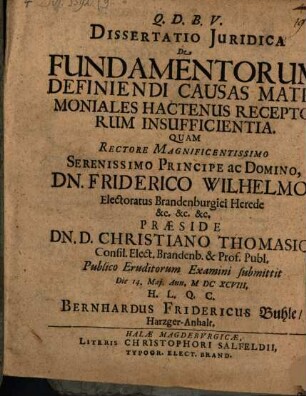 Q. D. B. V.
DISSERTATIO JURIDICA
De
FUNDAMENTORUM
DEFINIENDI CAUSAS MATRI
MONIALES HACTENUS RECEPTO
RUM INSUFFICIENTIA.
QUAM
RECTORE MAGNIFICENTISSIMO
SERENISSIMO PRINCIPE ac DOMINO,
DN. FRIDERICO WILHELMO
Electoratus Brandenburgici Herede
&c. &c. &c,
PRÆSIDE
DN. D. CHRISTIANO THOMASIO
Consil. Elect. Brandenb. & Prof. Publ.
Publico Eruditorum Examini submittit
Die 14. Maj. Ann. M DC XCVIII,
H. L. Q. C.
BERNHARDUS FRIDERICUS Buhle/
Harzger-Anhalt.
HALÆ MAGDEBURGICÆ,
LITERIS CHRISTOPHORI SALFELDII,
TYPOGR. ELECT. BRAND.